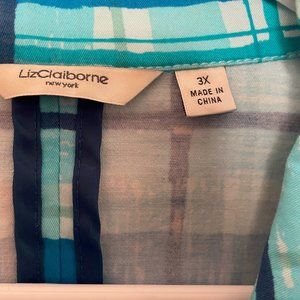 LizClaiborne
new york
3X
MADE IN
CHINA